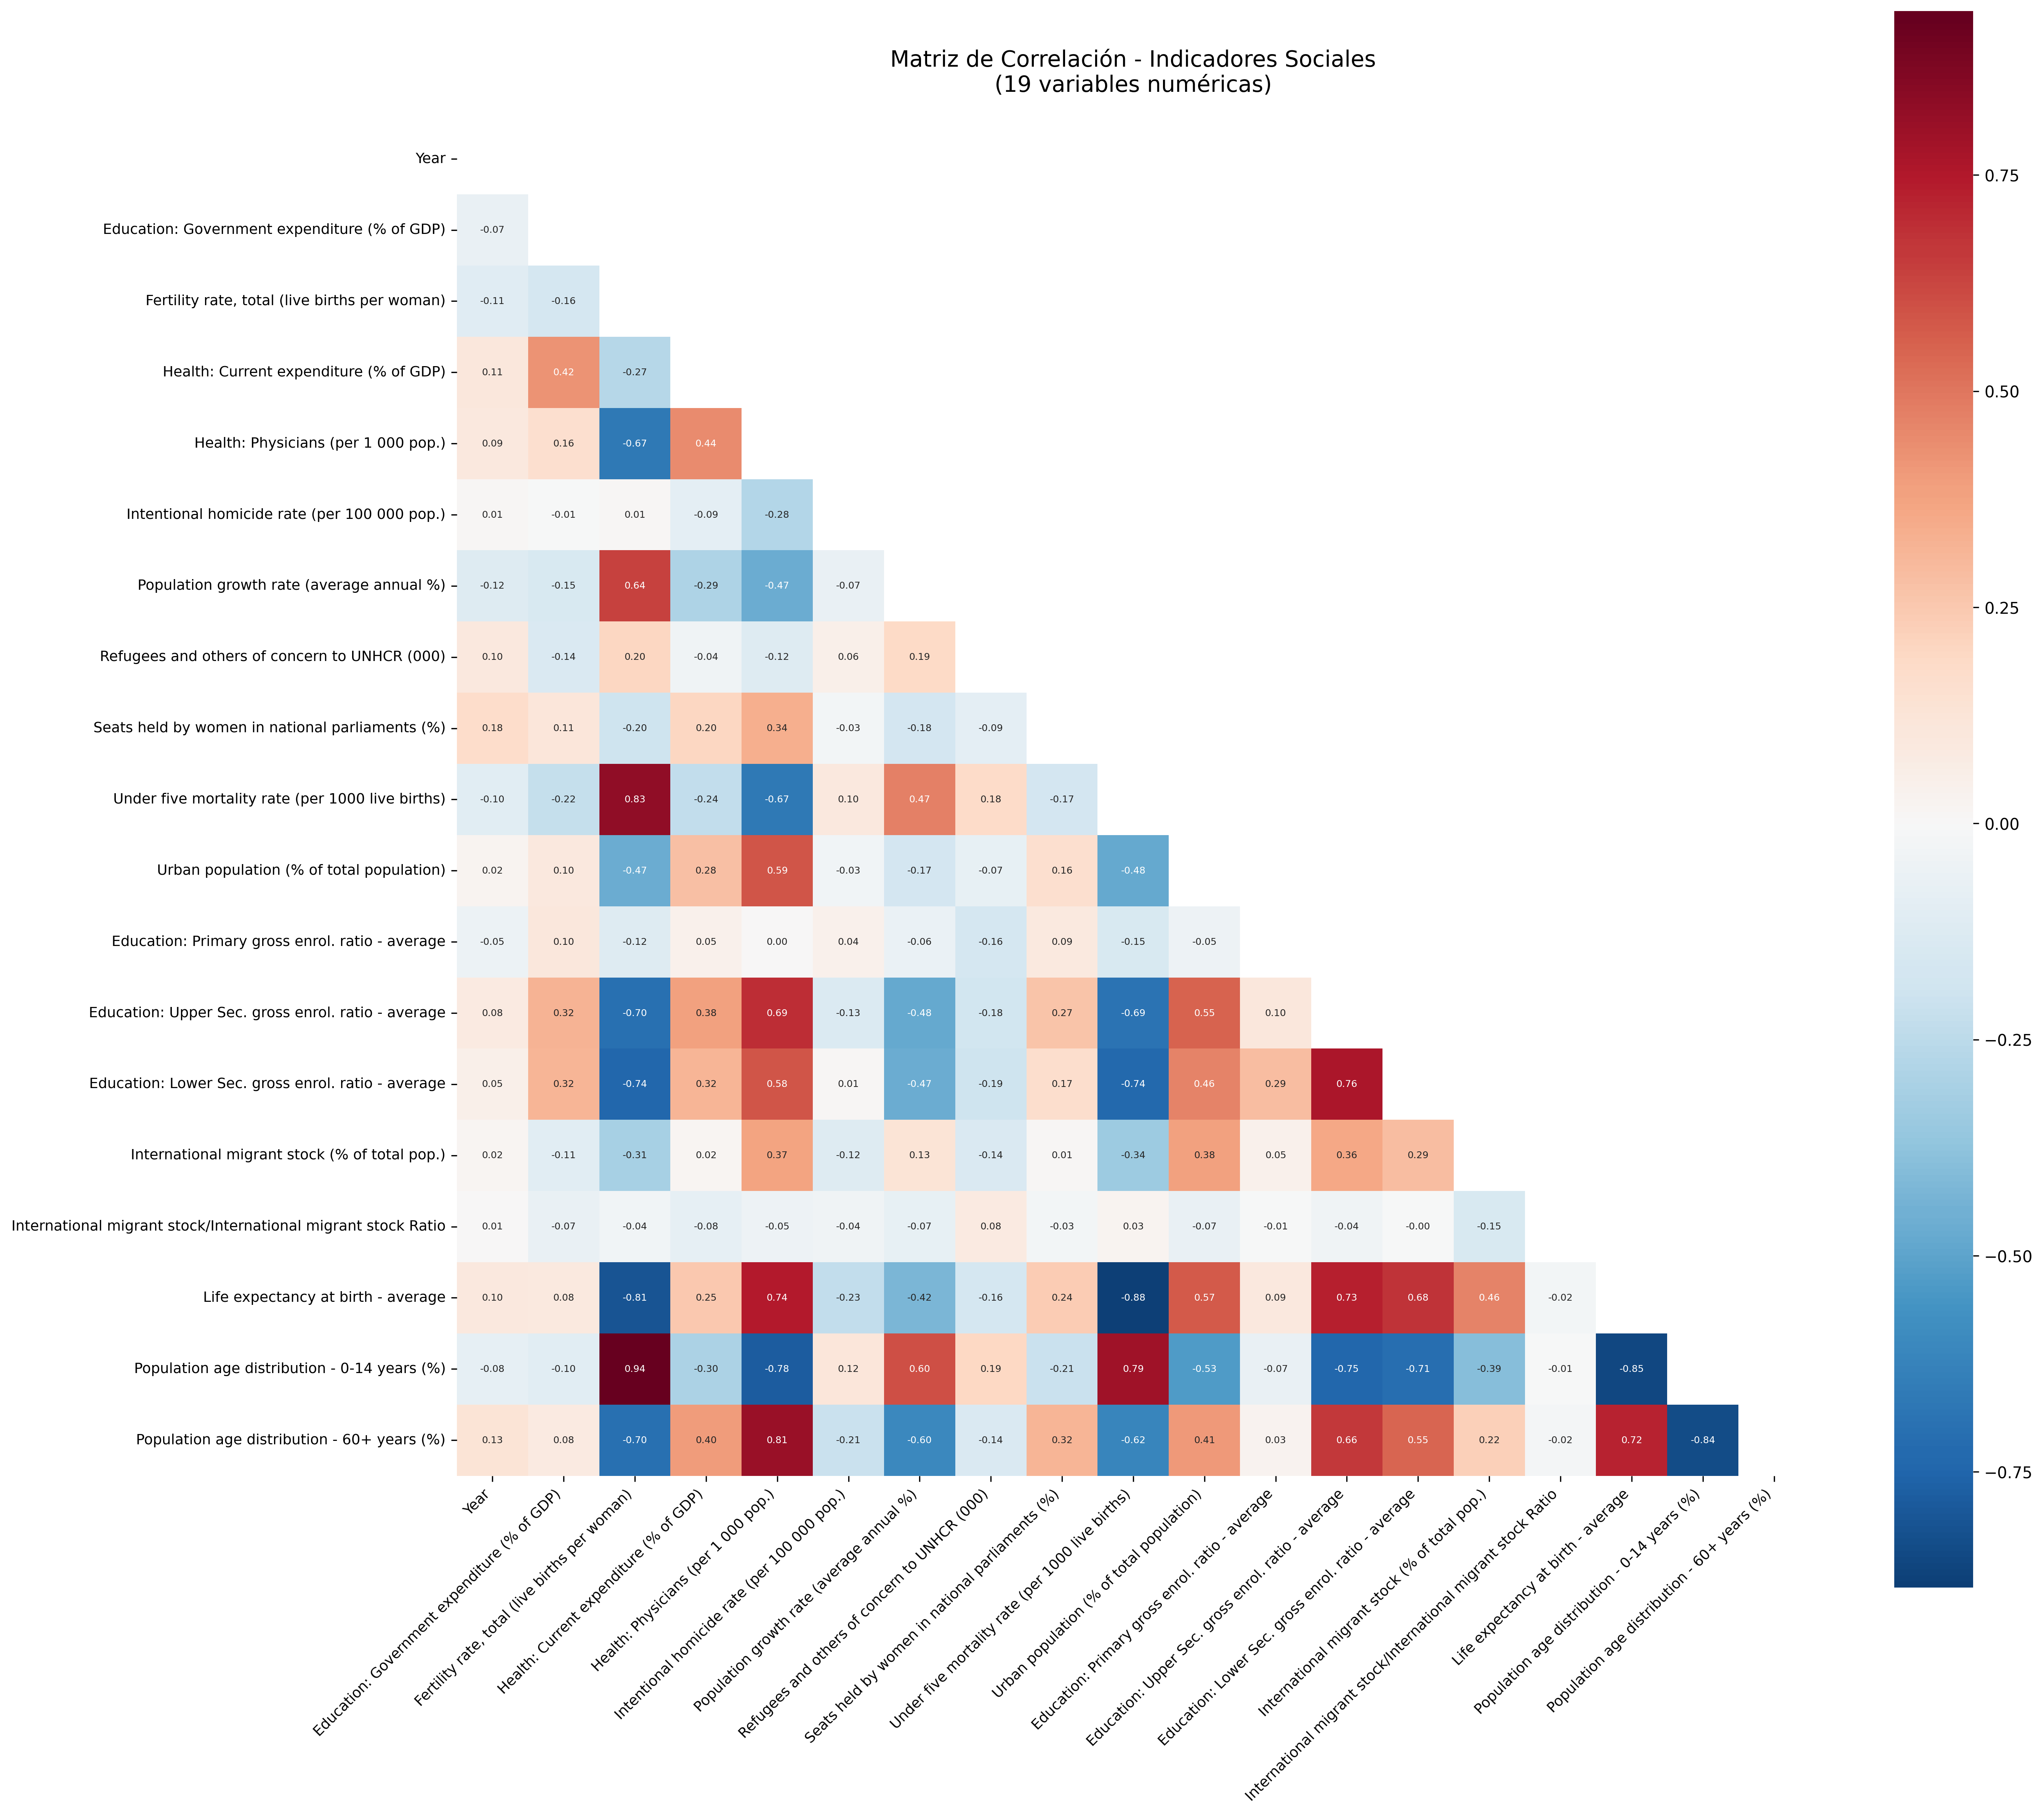 Matriz de Correlación - Indicadores Sociales
(19 variables numéricas)
Year
Education: Government expenditure (% of GDP) -0.07
Fertility rate, total (live births per woman) -0.11 -0.16
Health: Current expenditure (% of GDP) 0.11 0.42 -0.27
Health: Physicians (per 1 000 pop.) 0.09 0.16 -0.67 0.44
Intentional homicide rate (per 100 000 pop.) 0.01 -0.01 0.01 -0.09 -0.28
Population growth rate (average annual %) -0.12 -0.15 0.64 -0.29 -0.47 -0.07
Refugees and others of concern to UNHCR (000) 0.10 -0.14 0.20 -0.04 -0.12 0.06 0.19
Seats held by women in national parliaments (%) 0.18 0.11 -0.20 0.20 0.34 -0.03 -0.18 -0.09
Under five mortality rate (per 1000 live births) -0.10 -0.22 0.83 -0.24 -0.67 0.10 0.47 0.18 -0.17
Urban population (% of total population) 0.02 0.10 -0.47 0.28 0.59 -0.03 -0.17 -0.07 0.16 -0.48
Education: Primary gross enrol. ratio - average -0.05 0.10 -0.12 0.05 0.00 0.04 -0.06 -0.16 0.09 -0.15 -0.05
Education: Upper Sec. gross enrol. ratio - average 0.08 0.32 -0.70 0.38 0.69 -0.13 -0.48 -0.18 0.27 -0.69 0.55 0.10
Education: Lower Sec. gross enrol. ratio - average 0.05 0.32 -0.74 0.32 0.58 0.01 -0.47 -0.19 0.17 -0.74 0.46 0.29 0.76
International migrant stock (% of total pop.) 0.02 -0.11 -0.31 0.02 0.37 -0.12 0.13 -0.14 0.01 -0.34 0.38 0.05 0.36 0.29
International migrant stock/International migrant stock Ratio 0.01 -0.07 -0.04 -0.08 -0.05 -0.04 -0.07 0.08 -0.03 0.03 -0.07 -0.01 -0.04 -0.00 -0.15
Life expectancy at birth - average 0.10 0.08 -0.81 0.25 0.74 -0.23 -0.42 -0.16 0.24 -0.88 0.57 0.09 0.73 0.68 0.46 -0.02
Population age distribution - 0-14 years (%) -0.08 -0.10 0.94 -0.30 -0.78 0.12 0.60 0.19 -0.21 0.79 -0.53 -0.07 -0.75 -0.71 -0.39 -0.01 -0.85
Population age distribution - 60+ years (%) 0.13 0.08 -0.70 0.40 0.81 -0.21 -0.60 -0.14 0.32 -0.62 0.41 0.03 0.66 0.55 0.22 -0.02 0.72 -0.84
Year
Education: Government expenditure (% of GDP)
Fertility rate, total (live births per woman)
Health: Current expenditure (% of GDP)
Health: Physicians (per 1 000 pop.)
Intentional homicide rate (per 100 000 pop.)
Population growth rate (average annual %)
Refugees and others of concern to UNHCR (000)
Seats held by women in national parliaments (%)
Under five mortality rate (per 1000 live births)
Urban population (% of total population)
Education: Primary gross enrol. ratio - average
Education: Upper Sec. gross enrol. ratio - average
Education: Lower Sec. gross enrol. ratio - average
International migrant stock (% of total pop.)
International migrant stock/International migrant stock Ratio
Life expectancy at birth - average
Population age distribution - 0-14 years (%)
Population age distribution - 60+ years (%)
0.75
0.50
0.25
0.00
−0.25
−0.50
−0.75